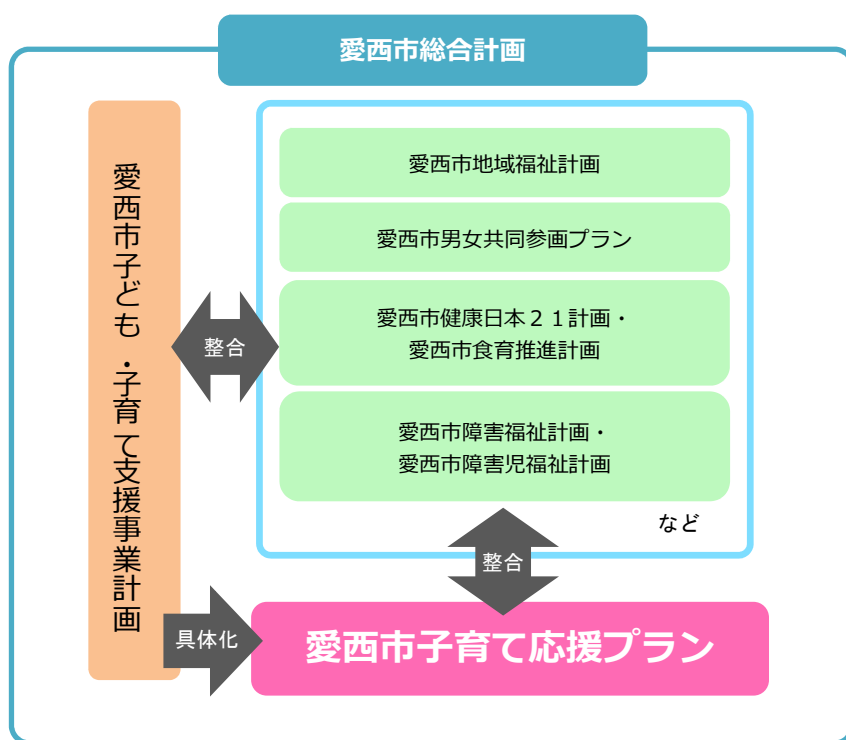 愛西市総合計画
愛西市子ども・子育て支援事業計画
愛西市地域福祉計画
愛西市男女共同参画プラン
愛西市健康日本２１計画・
愛西市食育推進計画
整合
愛西市障害福祉計画・
愛西市障害児福祉計画
など
整合
具体化
愛西市子育て応援プラン